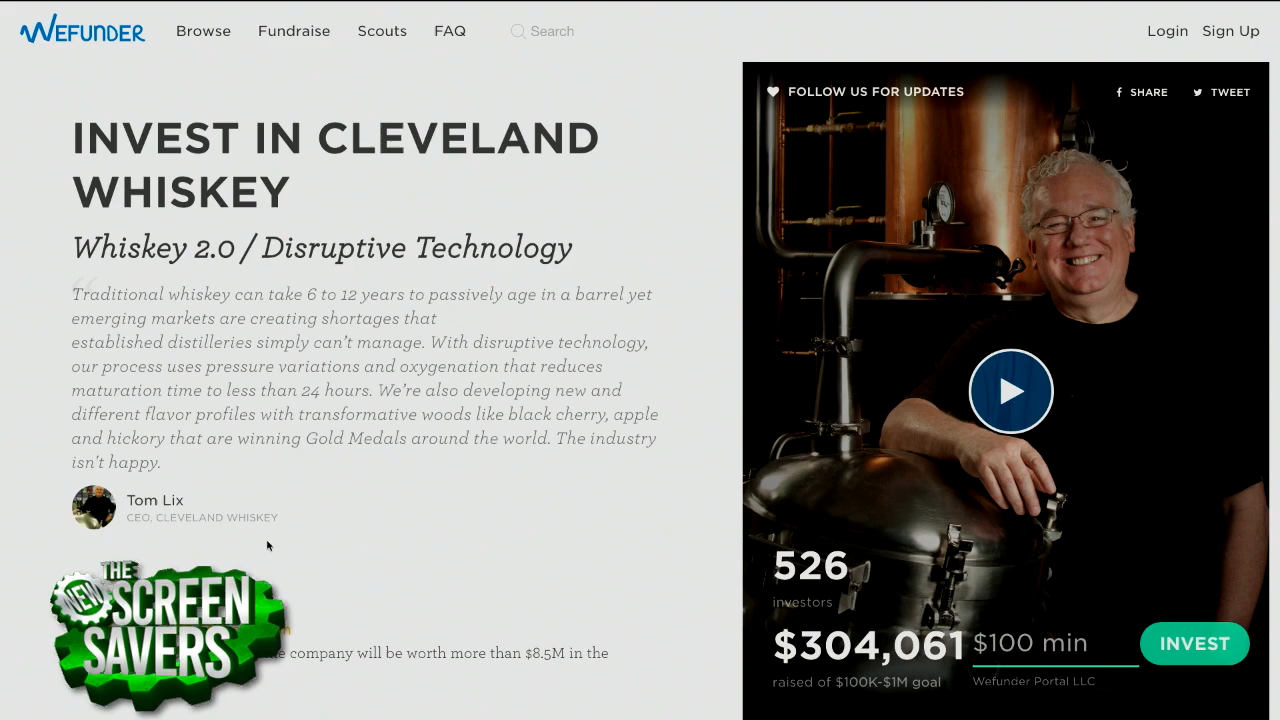 WEFUNDER Browse Fundraise Scouts FAQ Search Login Sign Up
INVEST IN CLEVELAND
WHISKEY
Whiskey 2.0 / Disruptive Technology
“
Traditional whiskey can take 6 to 12 years to passively age in a barrel yet
emerging markets are creating shortages that
established distilleries simply can't manage. With disruptive technology,
our process uses pressure variations and oxygenation that reduces
maturation time to less than 24 hours. We're also developing new and
different flavor profiles with transformative woods like black cherry, apple
and hickory that are winning Gold Medals around the world. The industry
isn't happy.
Tom Lix
CEO, CLEVELAND WHISKEY
THE
NEW SCREEN
SAVERS
company will be worth more than $8.5M in the
FOLLOW US FOR UPDATES SHARE TWEET
526
investors
$304,061 $100 min INVEST
raised of $100K-$1M goal Wefunder Portal LLC